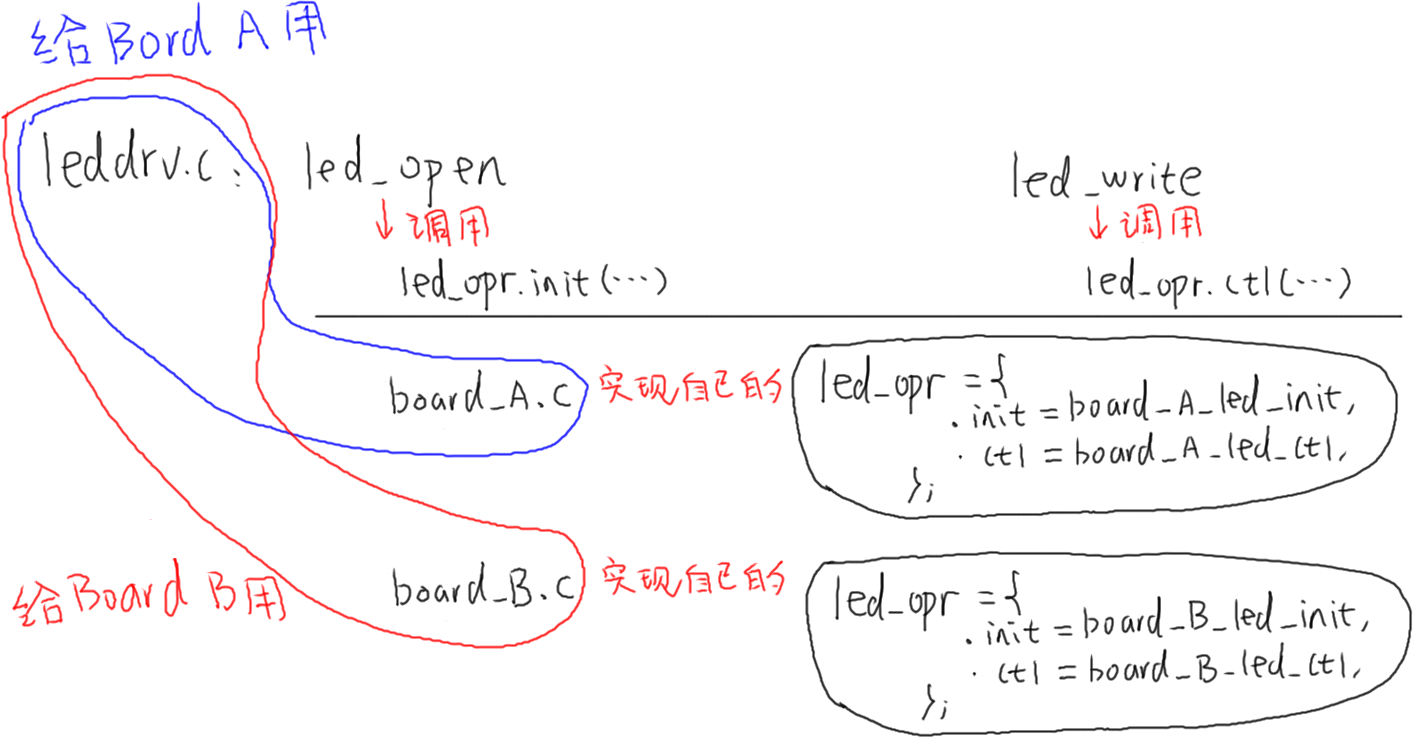 给Bord A用
leddrv.c:
led_open
led_write
↓调用
↓调用
led_opr.init(…)
led_opr.ctl(…)
board_A.c
实现自己的
led_opr ={
.init = board_A_led_init,
.ctl = board_A_led_ctl,
};
给Board B用
board_B.c
实现自己的
led_opr ={
.init = board_B_led_init,
.ctl = board_B_led_ctl,
};